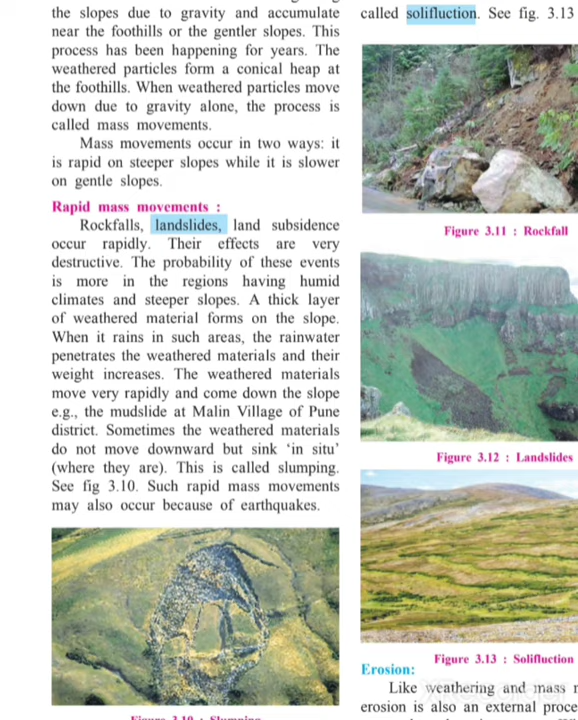 the slopes due to gravity and accumulate
near the foothills or the gentler slopes. This
process has been happening for years. The
weathered particles form a conical heap at
the foothills. When weathered particles move
down due to gravity alone, the process is
called mass movements.
Mass movements occur in two ways: it
is rapid on steeper slopes while it is slower
on gentle slopes.
Rapid mass movements :
Rockfalls, landslides, land subsidence
occur rapidly. Their effects are very
destructive. The probability of these events
is more in the regions having humid
climates and steeper slopes. A thick layer
of weathered material forms on the slope.
When it rains in such areas, the rainwater
penetrates the weathered materials and their
weight increases. The weathered materials
move very rapidly and come down the slope
e.g., the mudslide at Malin Village of Pune
district. Sometimes the weathered materials
do not move downward but sink ‘in situ’
(where they are). This is called slumping.
See fig 3.10. Such rapid mass movements
may also occur because of earthquakes.
Figure 3.10 : Slumping
called solifluction. See fig. 3.13
Figure 3.11 : Rockfall
Figure 3.12 : Landslides
Figure 3.13 : Solifluction
Erosion:
Like weathering and mass
erosion is also an external